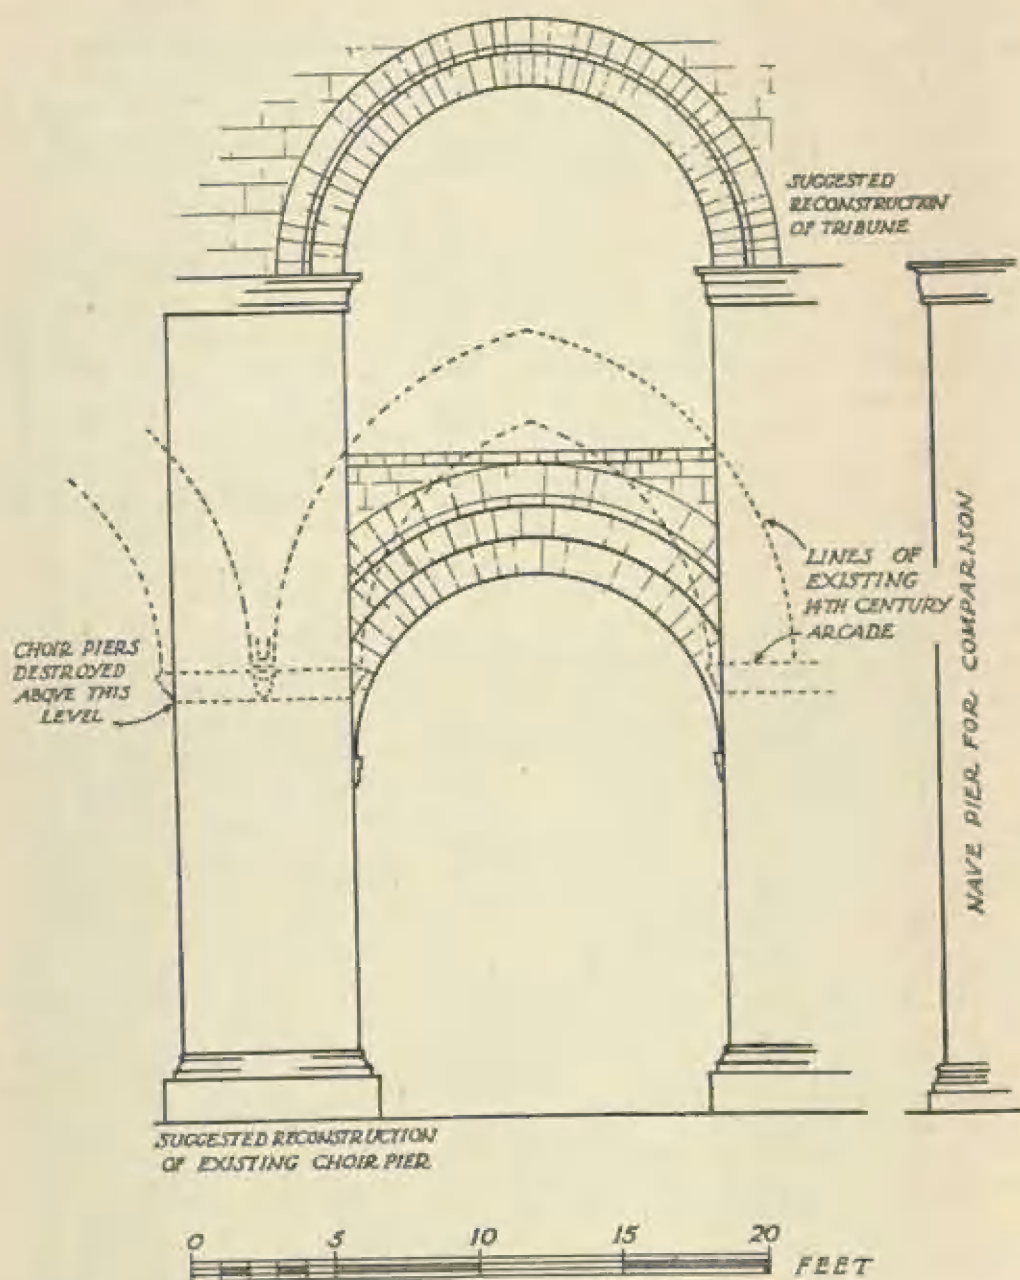 SUGGESTED
RECONSTRUCTION
OF TRIBUNE
LINES OF
EXISTING
14TH CENTURY
ARCADE
NAVE PIER FOR COMPARISON
CHOIR PIERS
DESTROYED
ABOVE THIS
LEVEL
SUGGESTED RECONSTRUCTION
OF EXISTING CHOIR PIER
0 5 10 15 20
FEET